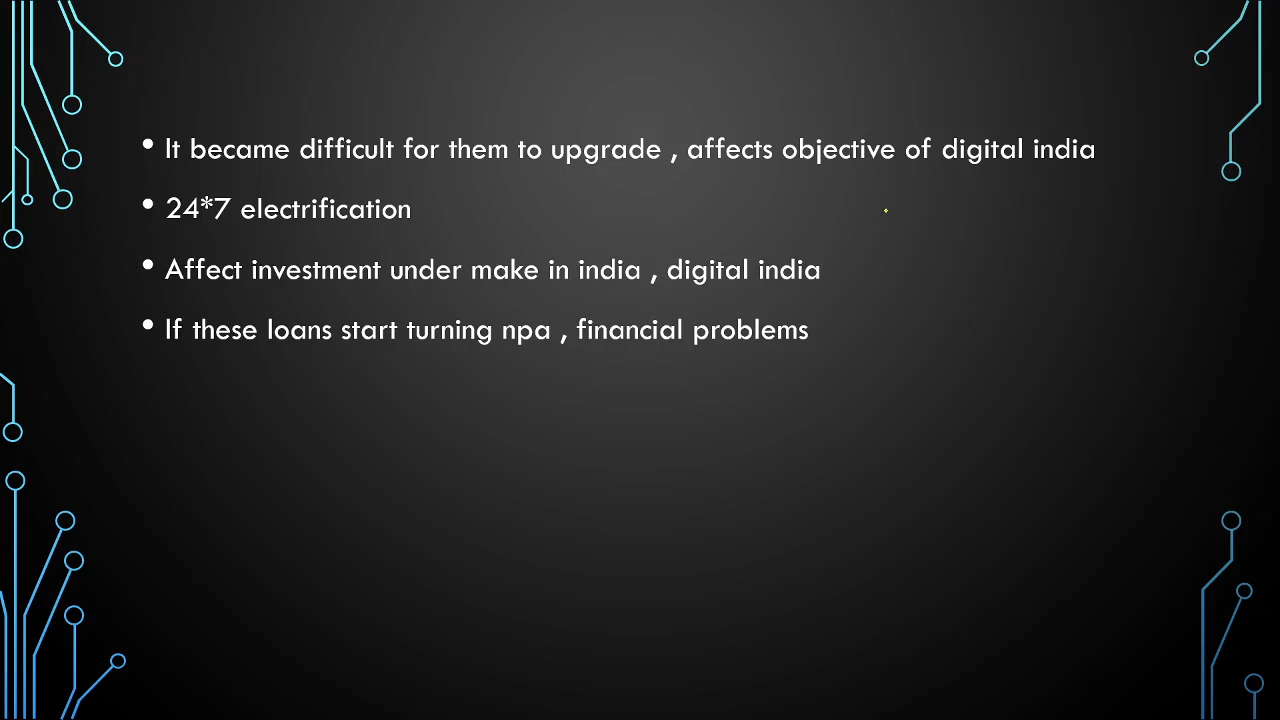 • It became difficult for them to upgrade , affects objective of digital india
• 24*7 electrification
• Affect investment under make in india , digital india
• If these loans start turning npa , financial problems